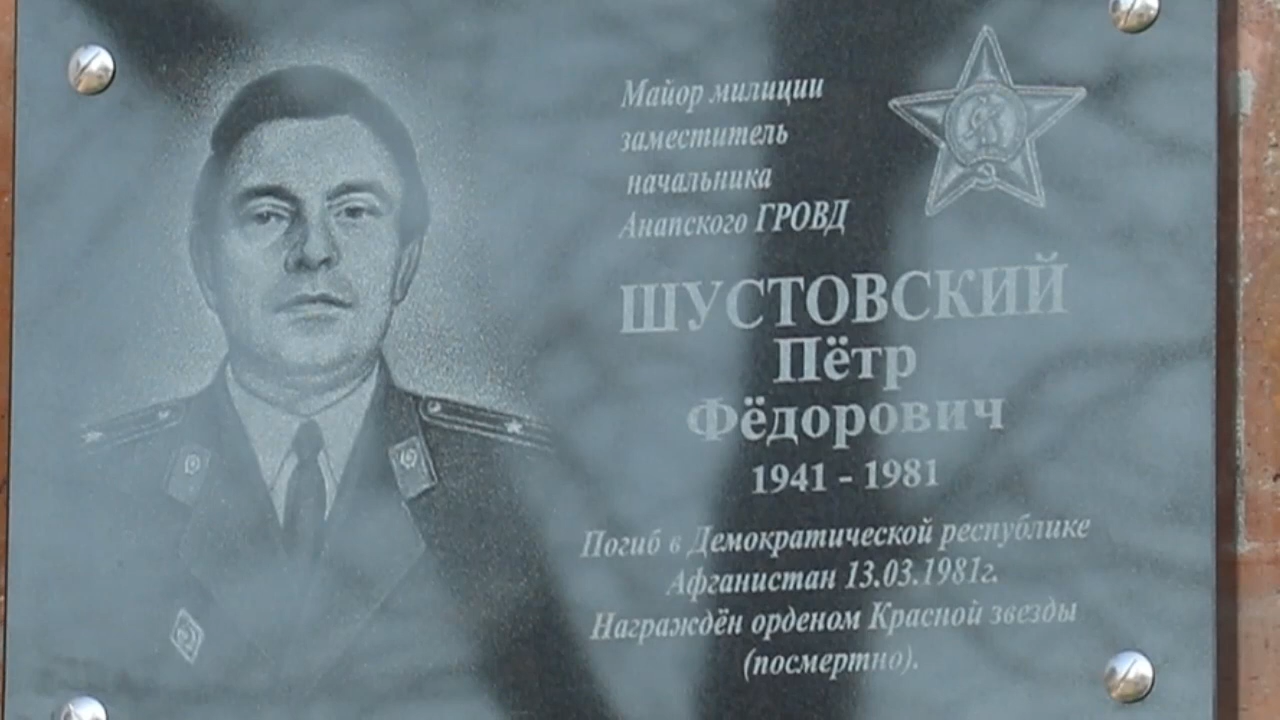 Майор милиции
заместитель
начальника
Анапского ГРОВД
ШУСТОВСКИЙ
Пётр
Фёдорович
1941 - 1981
Погиб в Демократической республике
Афганистан 13.03.1981г.
Награждён орденом Красной звезды
(посмертно).